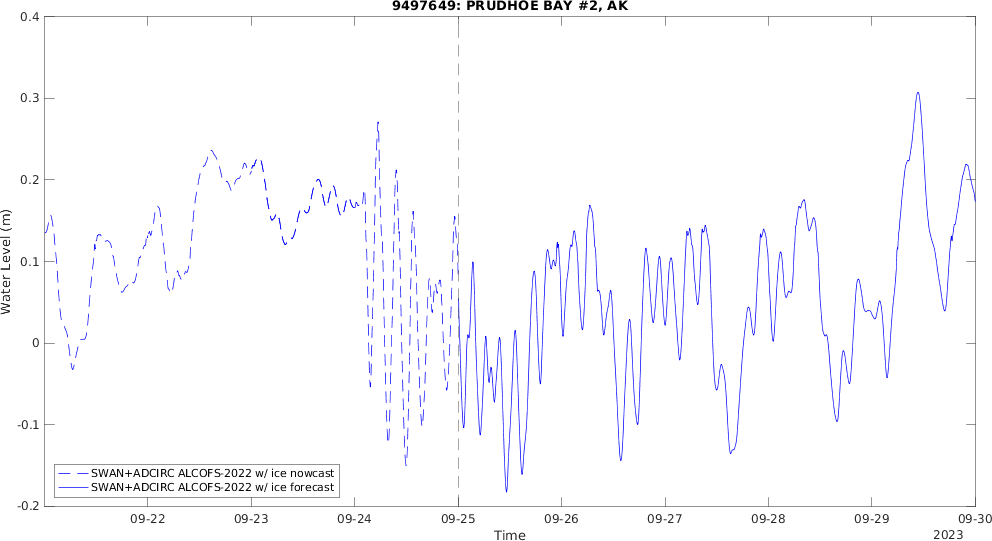 9497649: PRUDHOE BAY #2, AK
0.4
0.3
0.2
0.1
0
-0.1
-0.2
Water Level (m)
SWAN+ADCIRC ALCOFS-2022 w/ ice nowcast
SWAN+ADCIRC ALCOFS-2022 w/ ice forecast
09-22 09-23 09-24 09-25 09-26 09-27 09-28 09-29 09-30
Time
2023